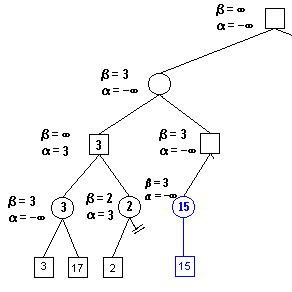 β = ∞
α = −∞
β = 3
α = −∞
β = ∞
α = 3
3
β = 3
α = −∞
β = 3
α = −∞
3
β = 2
α = 3
2
β = 3
α = −∞
15
3
17
2
15